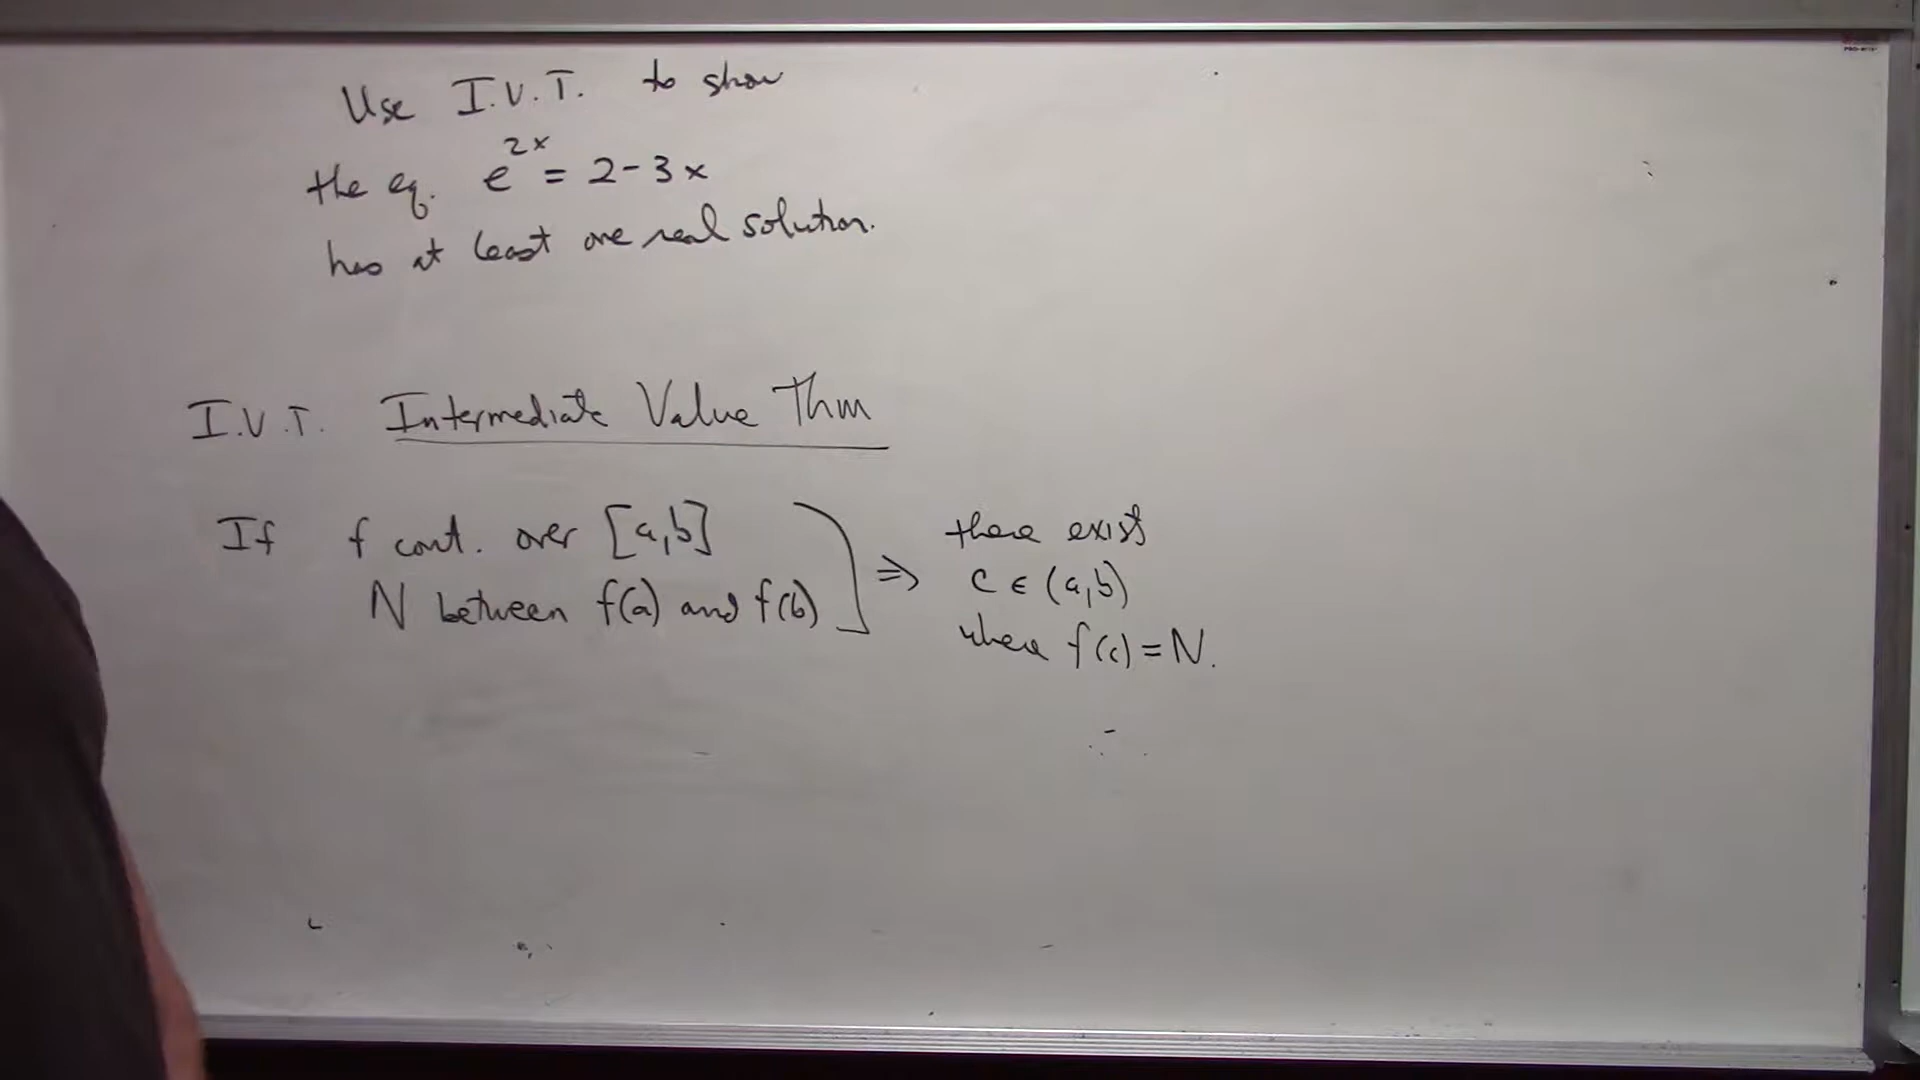 Use I.V.T. to show
the eq. e^{2x} = 2-3x
has at least one real solution.
I.V.T. Intermediate Value Thm
If f cont. over [a,b]
N between f(a) and f(b)
⇒ there exist
c ∈ (a,b)
where f(c) = N.